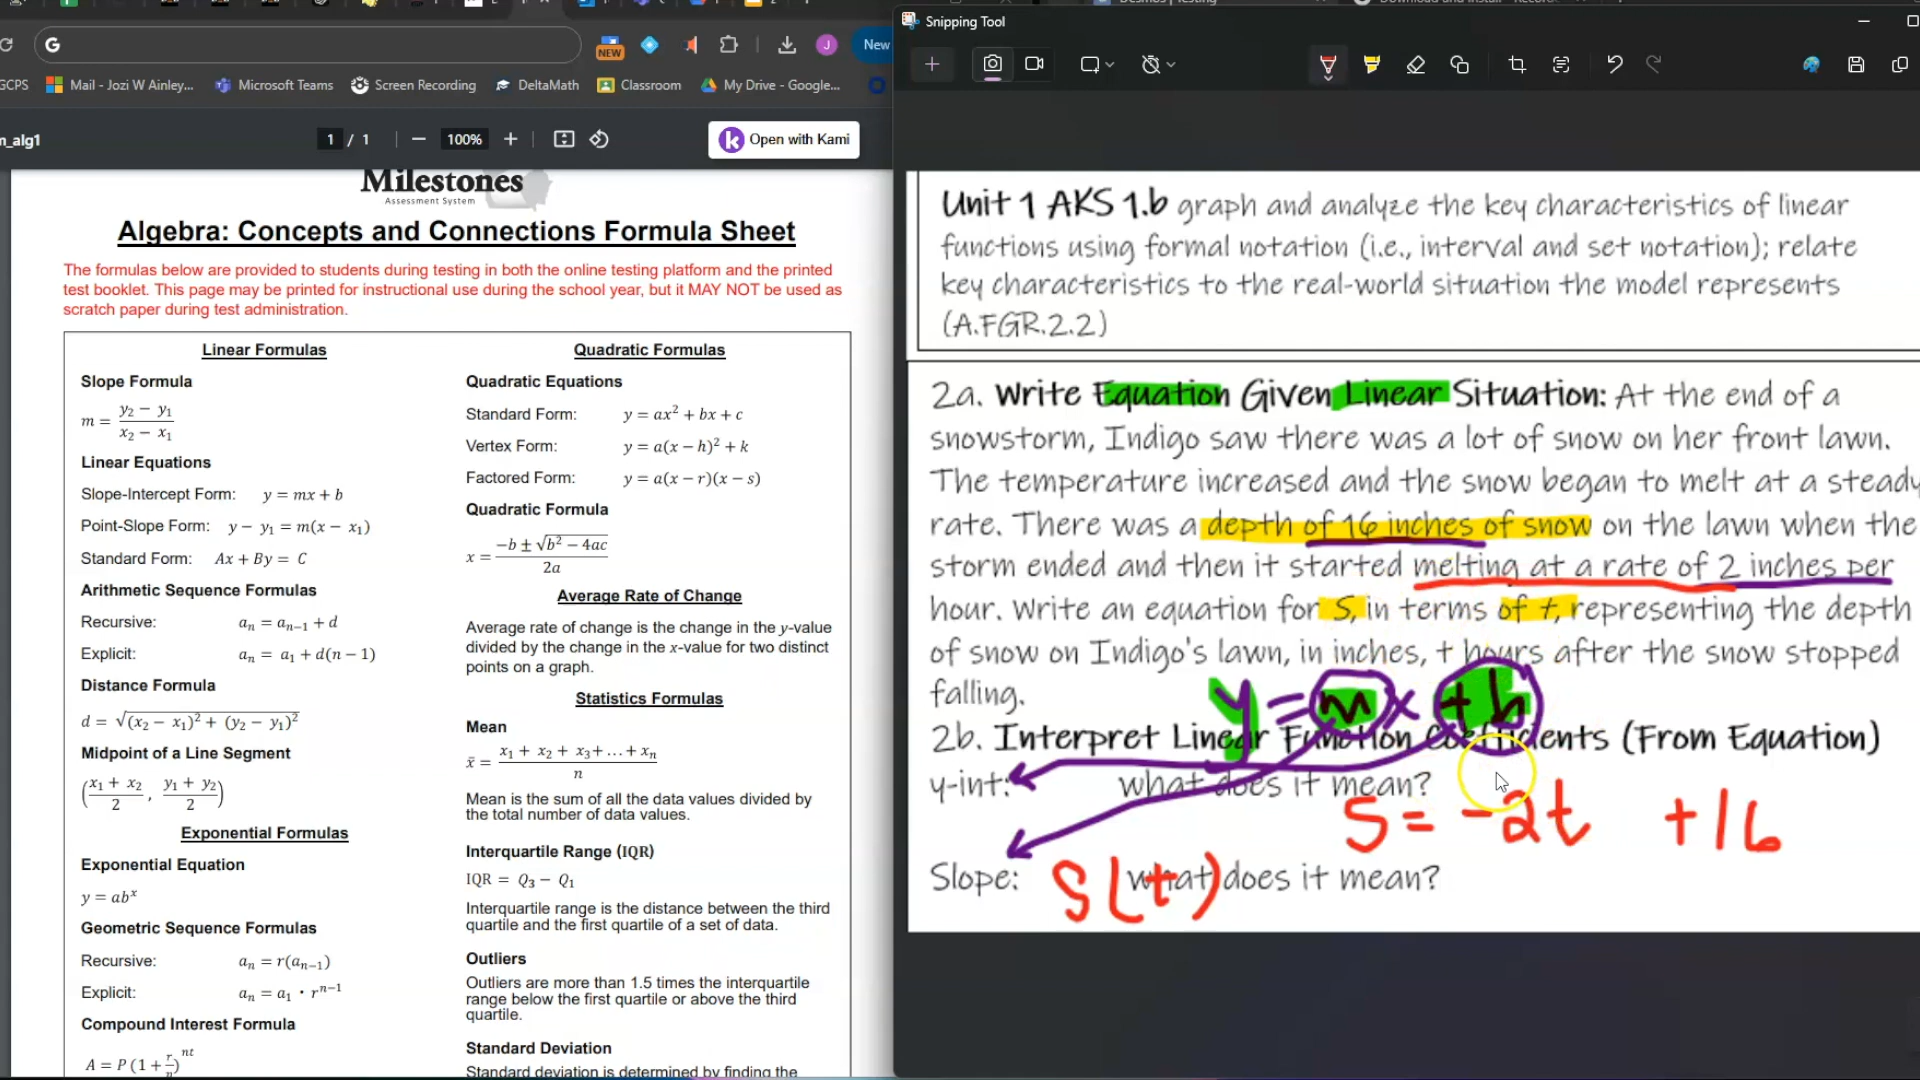 Snipping Tool
NEW
J
New
GCPS
Mail - Jozi W Ainley...
Microsoft Teams
Screen Recording
DeltaMath
Classroom
My Drive - Google...
m_alg1
1 / 1
100%
Open with Kami
Milestones
Assessment System
Algebra: Concepts and Connections Formula Sheet
The formulas below are provided to students during testing in both the online testing platform and the printed
test booklet. This page may be printed for instructional use during the school year, but it MAY NOT be used as
scratch paper during test administration.
Linear Formulas
Slope Formula
m = (y₂ − y₁)/(x₂ − x₁)
Linear Equations
Slope-Intercept Form: y = mx + b
Point-Slope Form: y − y₁ = m(x − x₁)
Standard Form: Ax + By = C
Arithmetic Sequence Formulas
Recursive: aₙ = aₙ₋₁ + d
Explicit: aₙ = a₁ + d(n − 1)
Distance Formula
d = √((x₂ − x₁)² + (y₂ − y₁)²)
Midpoint of a Line Segment
((x₁ + x₂)/2 , (y₁ + y₂)/2)
Exponential Formulas
Exponential Equation
y = abˣ
Geometric Sequence Formulas
Recursive: aₙ = r(aₙ₋₁)
Explicit: aₙ = a₁ · rⁿ⁻¹
Compound Interest Formula
A = P(1 + r/n)ⁿᵗ
Quadratic Formulas
Quadratic Equations
Standard Form: y = ax² + bx + c
Vertex Form: y = a(x − h)² + k
Factored Form: y = a(x − r)(x − s)
Quadratic Formula
x = (−b ± √(b² − 4ac))/2a
Average Rate of Change
Average rate of change is the change in the y-value
divided by the change in the x-value for two distinct
points on a graph.
Statistics Formulas
Mean
x̄ = (x₁ + x₂ + x₃+ …+ xₙ)/n
Mean is the sum of all the data values divided by
the total number of data values.
Interquartile Range (IQR)
IQR = Q₃ − Q₁
Interquartile range is the distance between the third
quartile and the first quartile of a set of data.
Outliers
Outliers are more than 1.5 times the interquartile
range below the first quartile or above the third
quartile.
Standard Deviation
Standard deviation is determined by finding the
Unit 1 AKS 1.b graph and analyze the key characteristics of linear
functions using formal notation (i.e., interval and set notation); relate
key characteristics to the real-world situation the model represents
(A.FGR.2.2)
2a. Write Equation Given Linear Situation: At the end of a
snowstorm, Indigo saw there was a lot of snow on her front lawn.
The temperature increased and the snow began to melt at a steady
rate. There was a depth of 16 inches of snow on the lawn when the
storm ended and then it started melting at a rate of 2 inches per
hour. Write an equation for S, in terms of t, representing the depth
of snow on Indigo's lawn, in inches, t hours after the snow stopped
falling.
y = mx + b
2b. Interpret Linear Function Coefficients (From Equation)
y-int: what does it mean?
S = -2t +16
Slope: what does it mean?
S(t)